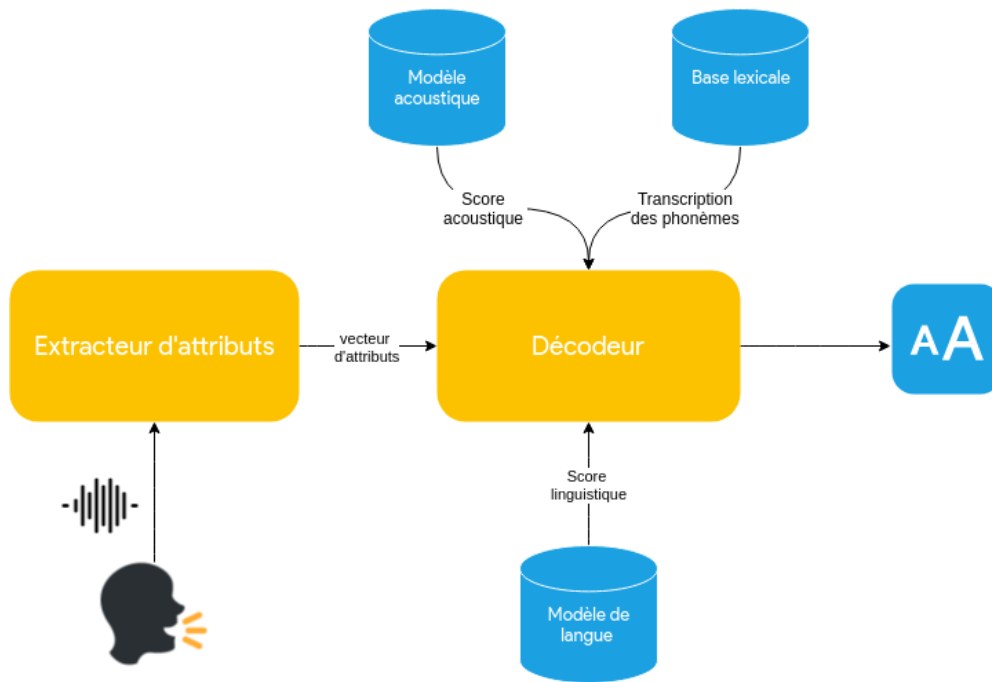 Modèle
acoustique
Base lexicale
Score
acoustique
Transcription
des phonèmes
Extracteur d'attributs
vecteur
d'attributs
Décodeur
AA
Score
linguistique
Modèle de
langue